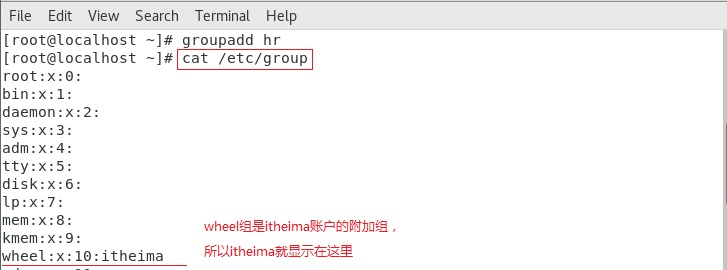 File Edit View Search Terminal Help
[root@localhost ~]# groupadd hr
[root@localhost ~]# cat /etc/group
root:x:0:
bin:x:1:
daemon:x:2:
sys:x:3:
adm:x:4:
tty:x:5:
disk:x:6:
lp:x:7:
mem:x:8:
kmem:x:9:
wheel:x:10:itheima
wheel组是itheima账户的附加组，
所以itheima就显示在这里